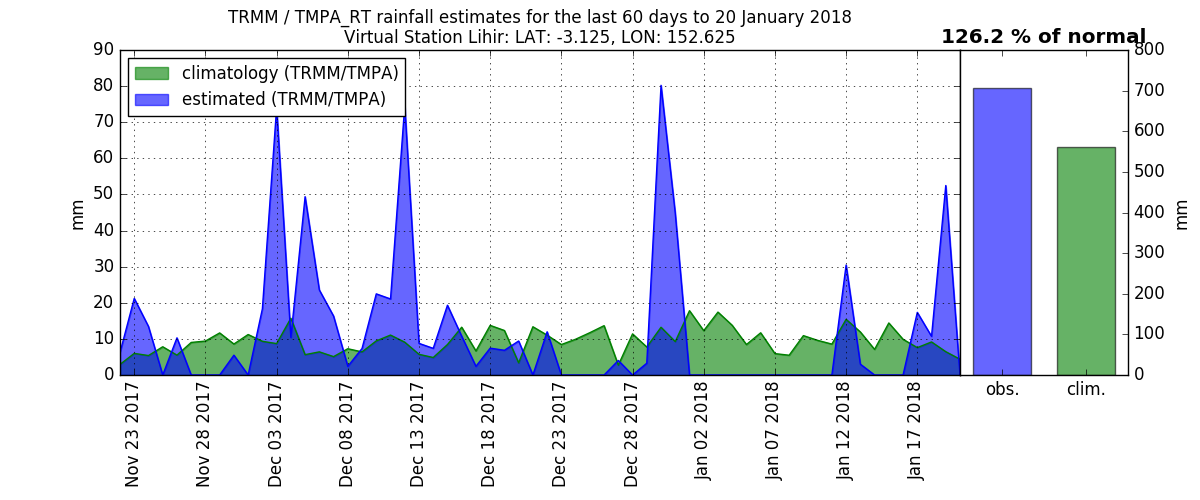 TRMM / TMPA_RT rainfall estimates for the last 60 days to 20 January 2018
Virtual Station Lihir: LAT: -3.125, LON: 152.625
126.2 % of normal
climatology (TRMM/TMPA)
estimated (TRMM/TMPA)
mm
90
80
70
60
50
40
30
20
10
0
Nov 23 2017
Nov 28 2017
Dec 03 2017
Dec 08 2017
Dec 13 2017
Dec 18 2017
Dec 23 2017
Dec 28 2017
Jan 02 2018
Jan 07 2018
Jan 12 2018
Jan 17 2018
800
700
600
500
400
300
200
100
0
mm
obs.
clim.